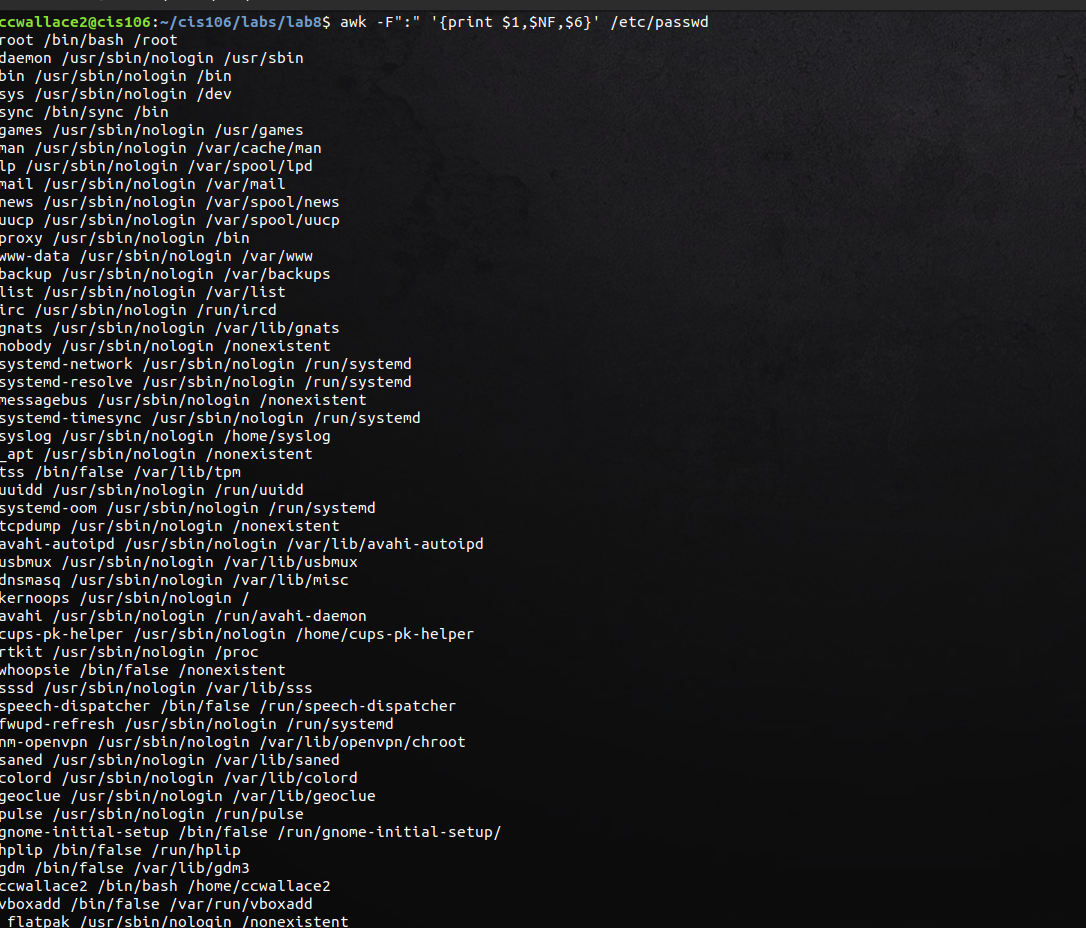 ccwallace2@cis106:~/cis106/labs/lab8$ awk -F":" '{print $1,$NF,$6}' /etc/passwd
root /bin/bash /root
daemon /usr/sbin/nologin /usr/sbin
bin /usr/sbin/nologin /bin
sys /usr/sbin/nologin /dev
sync /bin/sync /bin
games /usr/sbin/nologin /usr/games
man /usr/sbin/nologin /var/cache/man
lp /usr/sbin/nologin /var/spool/lpd
mail /usr/sbin/nologin /var/mail
news /usr/sbin/nologin /var/spool/news
uucp /usr/sbin/nologin /var/spool/uucp
proxy /usr/sbin/nologin /bin
www-data /usr/sbin/nologin /var/www
backup /usr/sbin/nologin /var/backups
list /usr/sbin/nologin /var/list
irc /usr/sbin/nologin /run/ircd
gnats /usr/sbin/nologin /var/lib/gnats
nobody /usr/sbin/nologin /nonexistent
systemd-network /usr/sbin/nologin /run/systemd
systemd-resolve /usr/sbin/nologin /run/systemd
messagebus /usr/sbin/nologin /nonexistent
systemd-timesync /usr/sbin/nologin /run/systemd
syslog /usr/sbin/nologin /home/syslog
_apt /usr/sbin/nologin /nonexistent
tss /bin/false /var/lib/tpm
uuidd /usr/sbin/nologin /run/uuidd
systemd-oom /usr/sbin/nologin /run/systemd
tcpdump /usr/sbin/nologin /nonexistent
avahi-autoipd /usr/sbin/nologin /var/lib/avahi-autoipd
usbmux /usr/sbin/nologin /var/lib/usbmux
dnsmasq /usr/sbin/nologin /var/lib/misc
kernoops /usr/sbin/nologin /
avahi /usr/sbin/nologin /run/avahi-daemon
cups-pk-helper /usr/sbin/nologin /home/cups-pk-helper
rtkit /usr/sbin/nologin /proc
whoopsie /bin/false /nonexistent
sssd /usr/sbin/nologin /var/lib/sss
speech-dispatcher /bin/false /run/speech-dispatcher
fwupd-refresh /usr/sbin/nologin /run/systemd
nm-openvpn /usr/sbin/nologin /var/lib/openvpn/chroot
saned /usr/sbin/nologin /var/lib/saned
colord /usr/sbin/nologin /var/lib/colord
geoclue /usr/sbin/nologin /var/lib/geoclue
pulse /usr/sbin/nologin /run/pulse
gnome-initial-setup /bin/false /run/gnome-initial-setup/
hplip /bin/false /run/hplip
gdm /bin/false /var/lib/gdm3
ccwallace2 /bin/bash /home/ccwallace2
vboxadd /bin/false /var/run/vboxadd
flatpak /usr/sbin/nologin /nonexistent